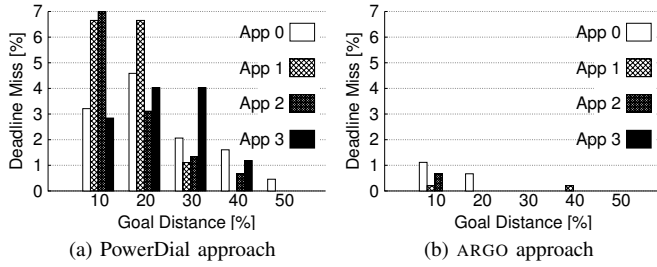 7
6
5
4
3
2
1
0
Deadline Miss [%]
App 0
App 1
App 2
App 3
10 20 30 40 50
Goal Distance [%]
(a) PowerDial approach
7
6
5
4
3
2
1
0
Deadline Miss [%]
App 0
App 1
App 2
App 3
10 20 30 40 50
Goal Distance [%]
(b) ARGO approach